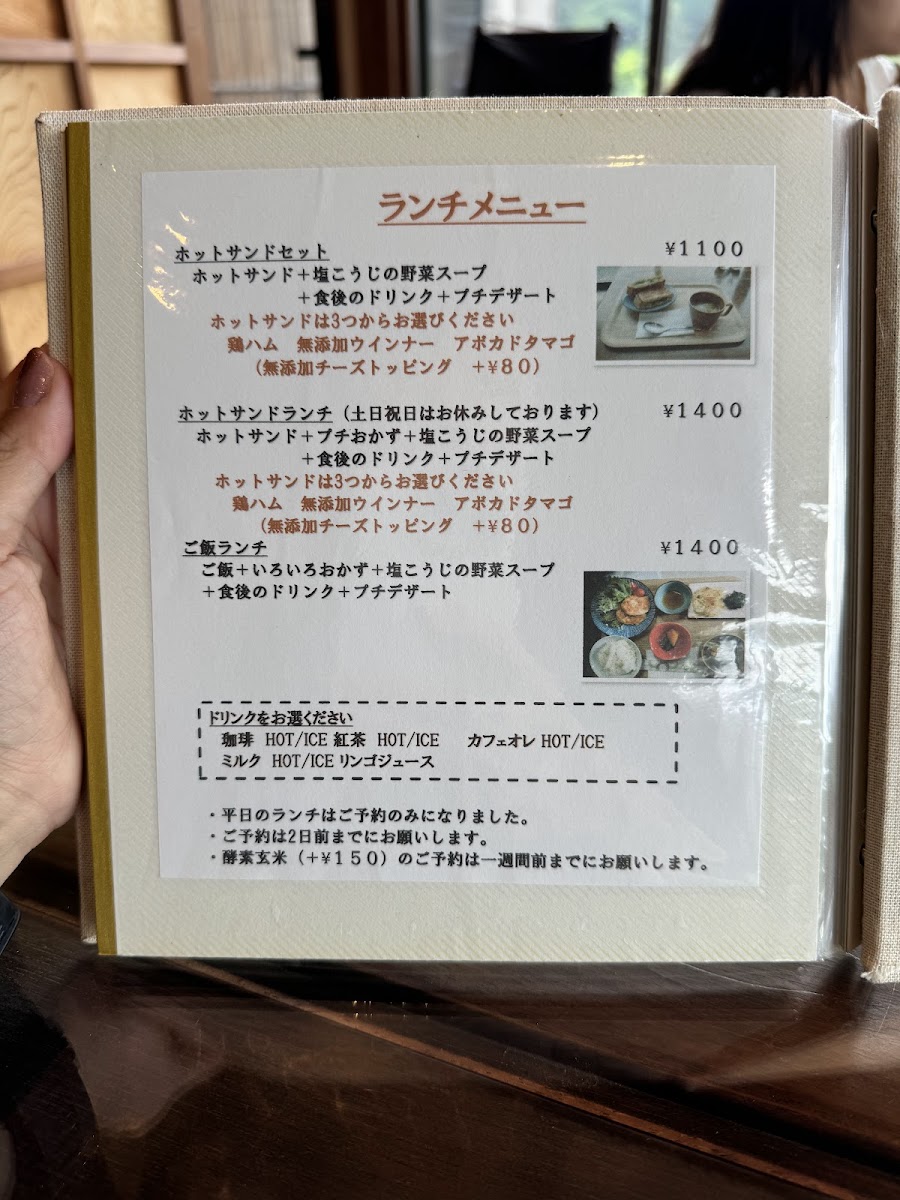 ランチメニュー
ホットサンドセット ¥1100
ホットサンド＋塩こうじの野菜スープ
＋食後のドリンク＋プチデザート
ホットサンドは3つからお選びください
鶏ハム 無添加ウインナー アボカドタマゴ
（無添加チーズトッピング ＋¥８０）
ホットサンドランチ（土日祝日はお休みしております） ¥1400
ホットサンド＋プチおかず＋塩こうじの野菜スープ
＋食後のドリンク＋プチデザート
ホットサンドは3つからお選びください
鶏ハム 無添加ウインナー アボカドタマゴ
（無添加チーズトッピング ＋¥８０）
ご飯ランチ ¥1400
ご飯＋いろいろおかず＋塩こうじの野菜スープ
＋食後のドリンク＋プチデザート
ドリンクをお選ください
珈琲 HOT/ICE 紅茶 HOT/ICE カフェオレ HOT/ICE
ミルク HOT/ICE リンゴジュース
・平日のランチはご予約のみになりました。
・ご予約は2日前までにお願いします。
・酵素玄米（＋¥１５０）のご予約は一週間前までにお願いします。